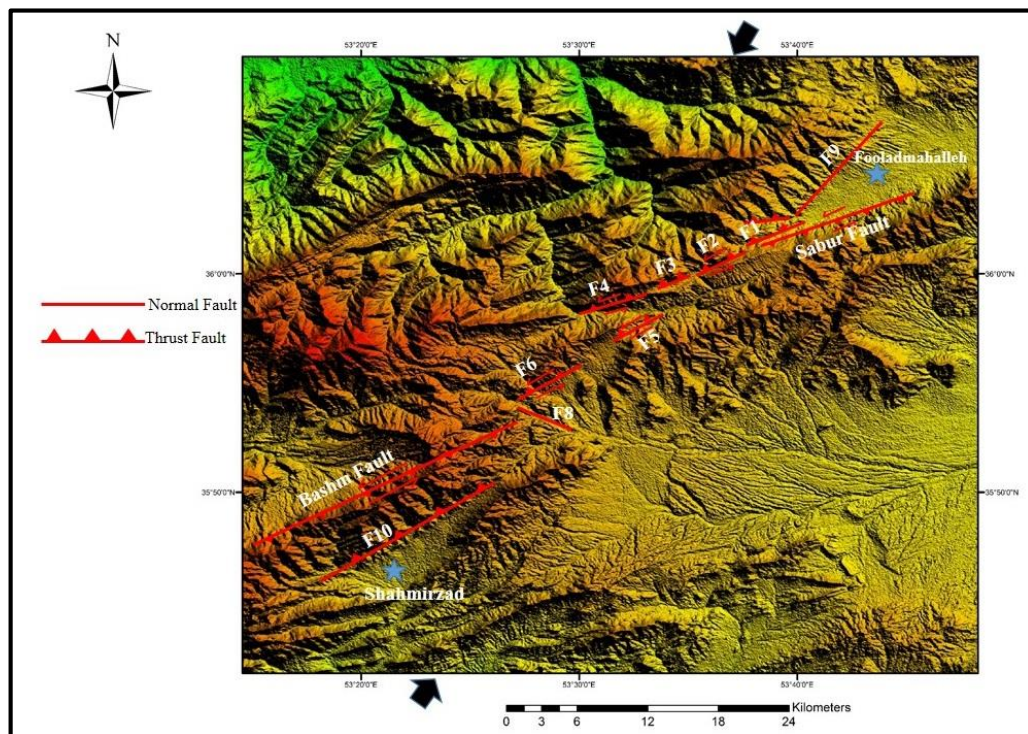 N
53°20'0"E
53°30'0"E
53°40'0"E
F9
Fooladmahalleh
F1
Sabur Fault
F2
F3
36°0'0"N
36°0'0"N
F4
Normal Fault
Thrust Fault
F5
F6
F8
Bashm Fault
35°50'0"N
35°50'0"N
F10
Shahmirzad
53°20'0"E
53°30'0"E
53°40'0"E
Kilometers
0 3 6 12 18 24